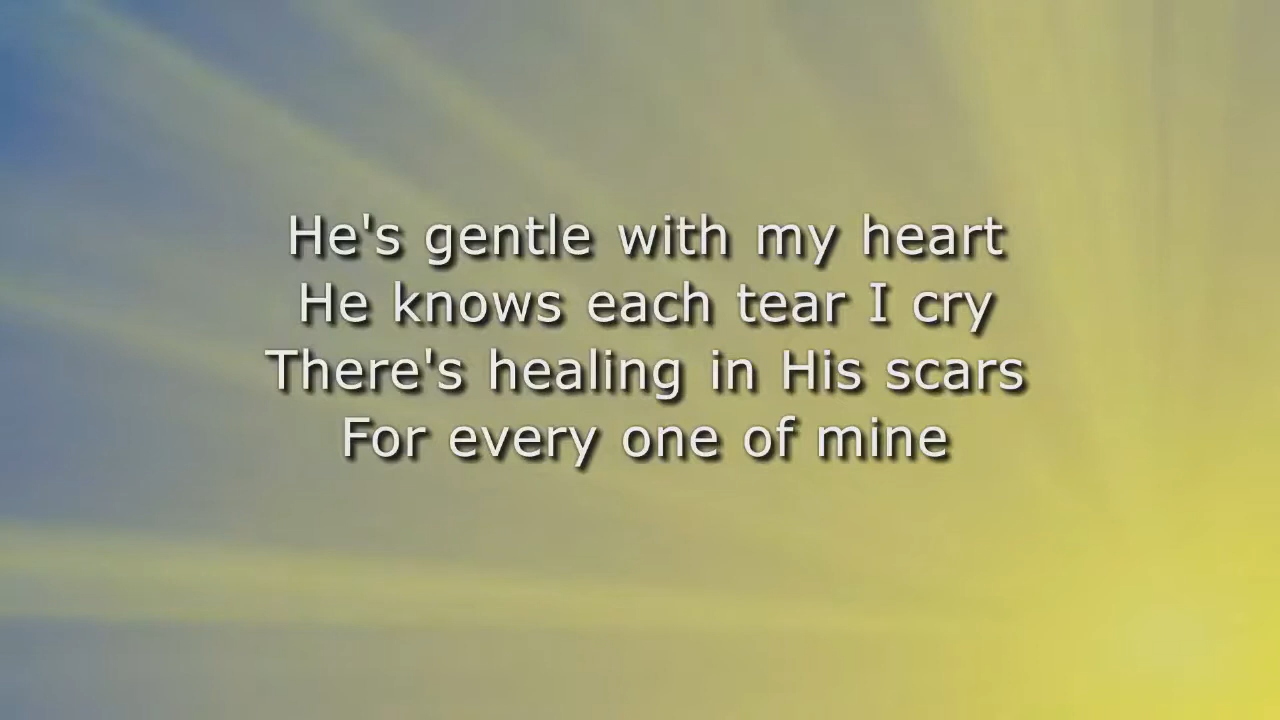 He's gentle with my heart
He knows each tear I cry
There's healing in His scars
For every one of mine